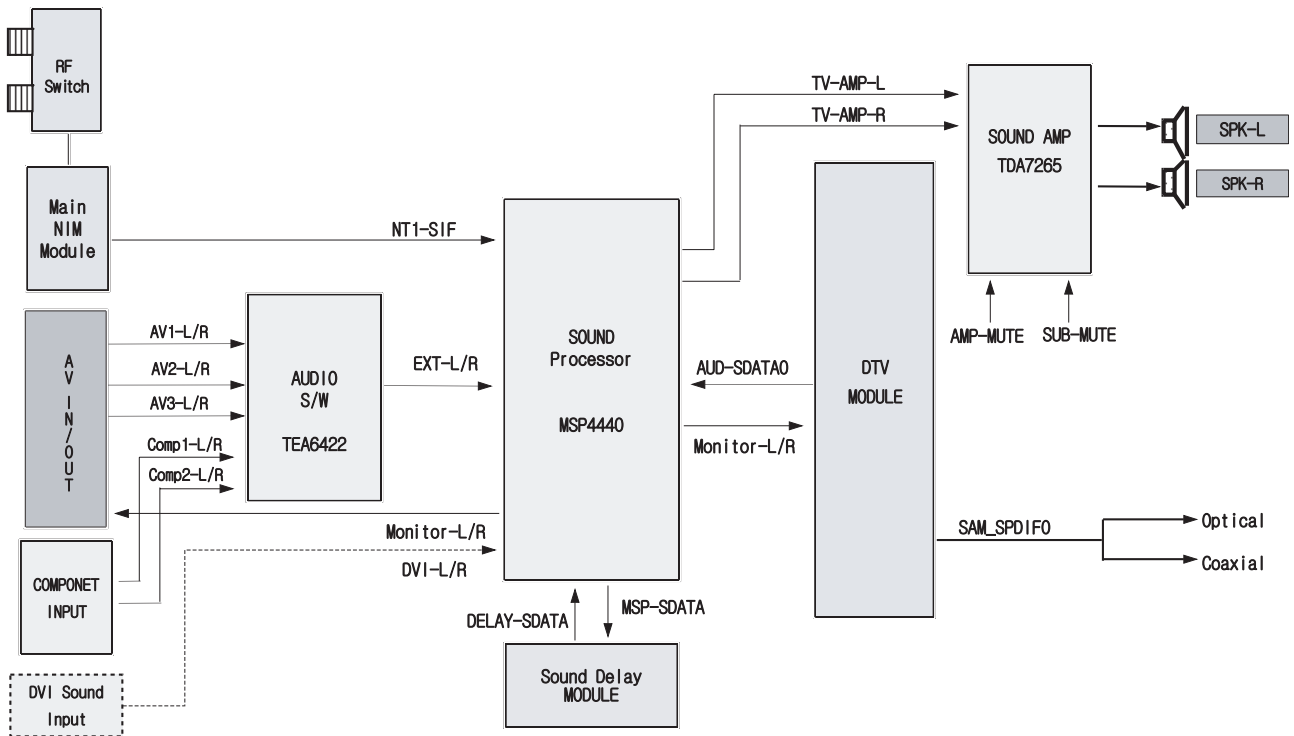 RF
Switch
Main
NIM
Module
NT1-SIF
TV-AMP-L
TV-AMP-R
SOUND AMP
TDA7265
SPK-L
SPK-R
AMP-MUTE
SUB-MUTE
AV IN/OUT
AV1-L/R
AV2-L/R
AV3-L/R
Comp1-L/R
Comp2-L/R
AUDIO
S/W
TEA6422
EXT-L/R
SOUND
Processor
MSP4440
AUD-SDATA0
Monitor-L/R
DTV
MODULE
SAM_SPDIF0
Optical
Coaxial
Monitor-L/R
DVI-L/R
COMPONET
INPUT
DELAY-SDATA
MSP-SDATA
Sound Delay
MODULE
DVI Sound
Input